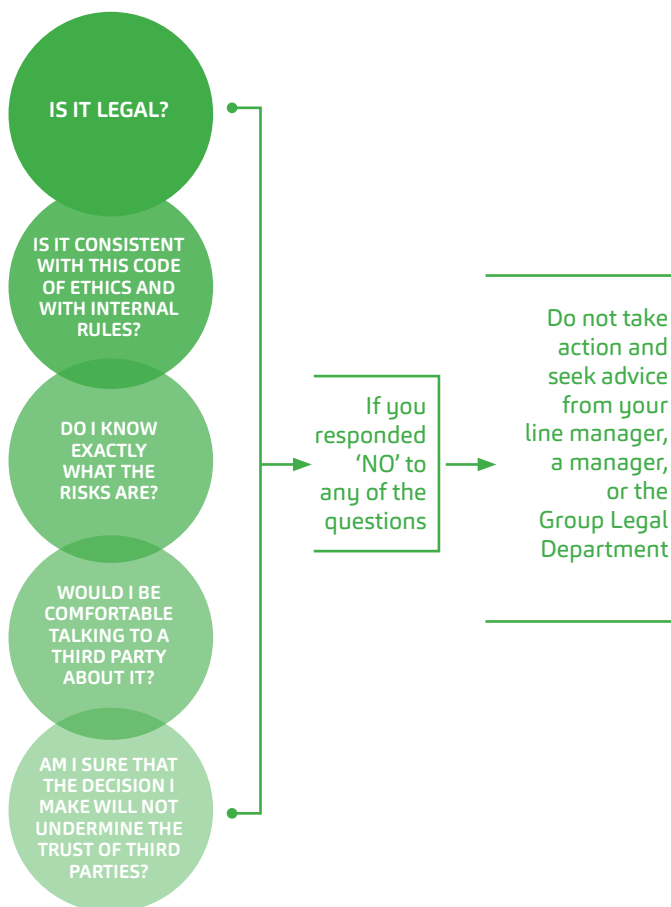 IS IT LEGAL?
IS IT CONSISTENT
WITH THIS CODE
OF ETHICS AND
WITH INTERNAL
RULES?
DO I KNOW
EXACTLY
WHAT THE
RISKS ARE?
WOULD I BE
COMFORTABLE
TALKING TO A
THIRD PARTY
ABOUT IT?
AM I SURE THAT
THE DECISION I
MAKE WILL NOT
UNDERMINE THE
TRUST OF THIRD
PARTIES?
If you
responded
‘NO’ to
any of the
questions
Do not take
action and
seek advice
from your
line manager,
a manager,
or the
Group Legal
Department